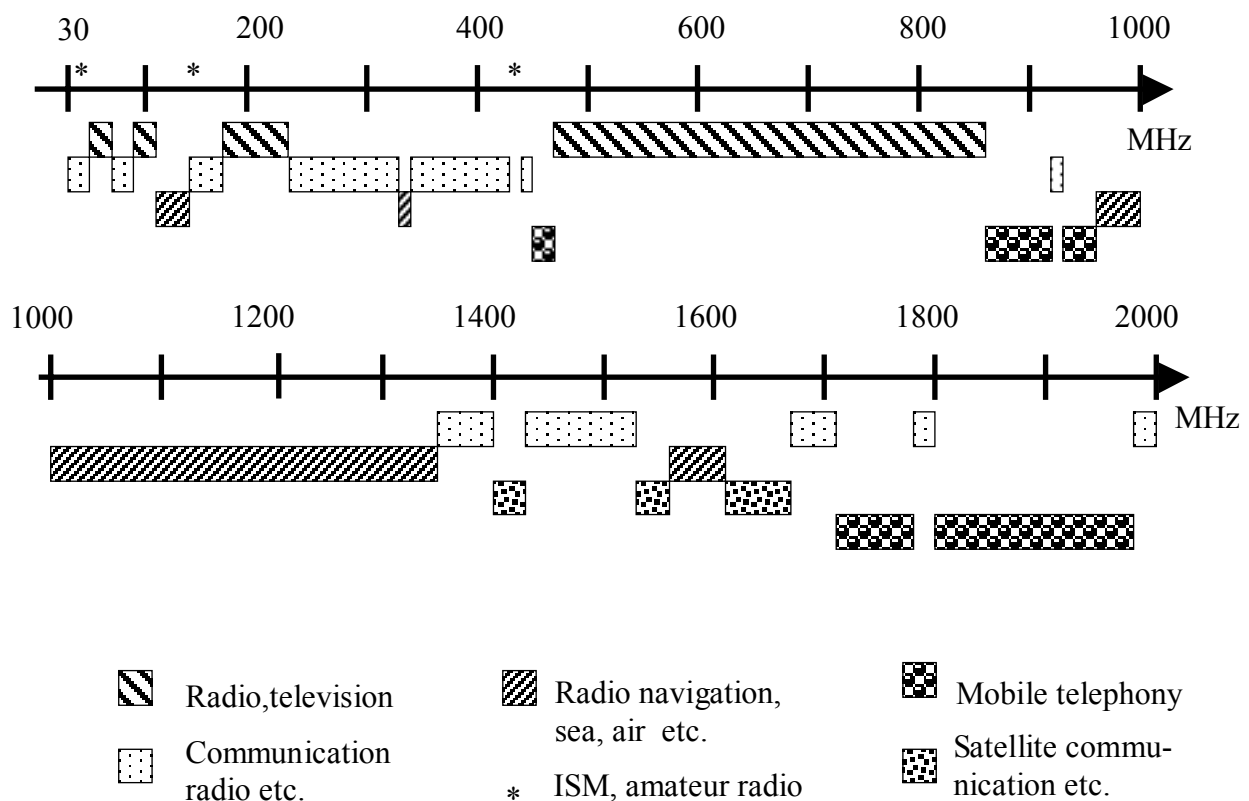 30 200 400 600 800 1000
* * *
MHz
1000 1200 1400 1600 1800 2000
MHz
Radio,television
Communication
radio etc.
Radio navigation,
sea, air etc.
* ISM, amateur radio
Mobile telephony
Satellite commu-
nication etc.